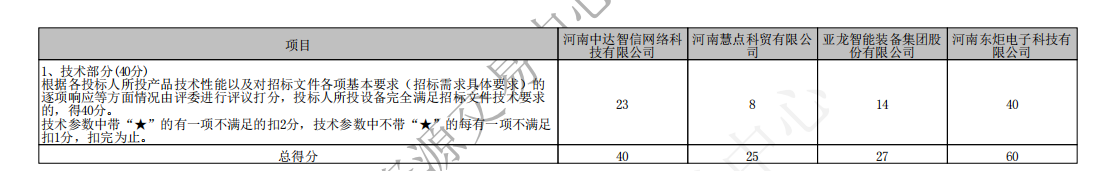 项目
河南中达智信网络科
技有限公司
河南慧点科贸有限公
司
亚龙智能装备集团股
份有限公司
河南东炬电子科技有
限公司
1、技术部分(40分)
根据各投标人所投产品技术性能以及对招标文件各项基本要求（招标需求具体要求）的
逐项响应等方面情况由评委进行评议打分，投标人所投设备完全满足招标文件技术要求
的，得40分。
技术参数中带“★”的有一项不满足的扣2分，技术参数中不带“★”的每有一项不满足
扣1分，扣完为止。
23
8
14
40
总得分
40
25
27
60
源交易中心
中心